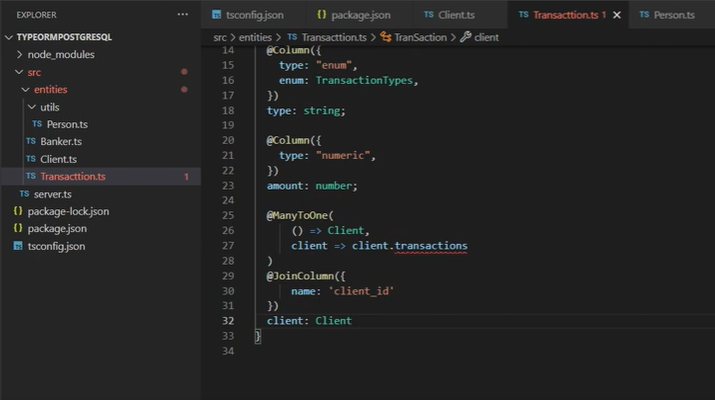 EXPLORER
TYPEORMPOSTGRESQL
node_modules
src
entities
utils
TS Person.ts
TS Banker.ts
TS Client.ts
TS Transacttion.ts 1
TS server.ts
package-lock.json
package.json
tsconfig.json
tsconfig.json package.json TS Client.ts TS Transacttion.ts 1 TS Person.ts
src > entities > TS Transacttion.ts > TranSaction > client
14 @Column({
15 type: "enum",
16 enum: TransactionTypes,
17 })
18 type: string;
19
20 @Column({
21 type: "numeric",
22 })
23 amount: number;
24
25 @ManyToOne(
26 () => Client,
27 client => client.transactions
28 )
29 @JoinColumn({
30 name: 'client_id'
31 })
32 client: Client
33 }
34